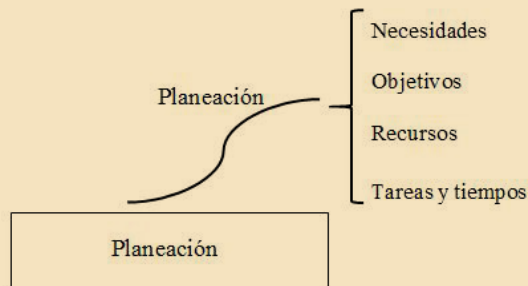 Necesidades
Objetivos
Planeación
Recursos
Tareas y tiempos
Planeación